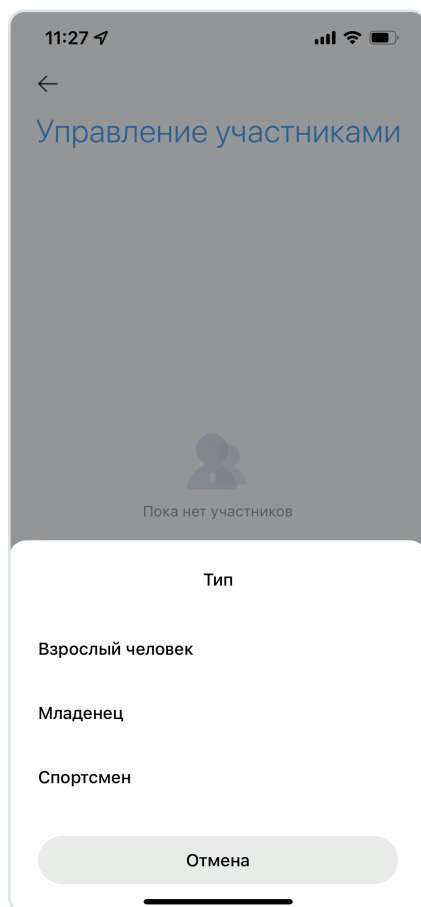 11:27
Управление участниками
Пока нет участников
Тип
Взрослый человек
Младенец
Спортсмен
Отмена